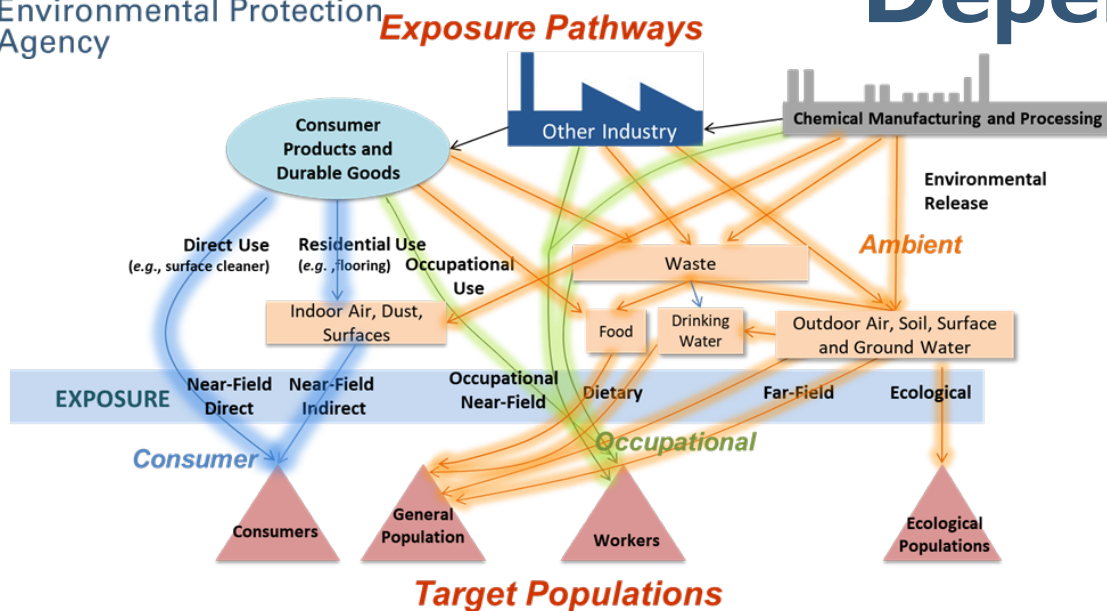 Environmental Protection
Agency
Exposure Pathways
Consumer
Products and
Durable Goods
Other Industry
Chemical Manufacturing and Processing
Environmental
Release
Ambient
Direct Use
(e.g., surface cleaner)
Residential Use
(e.g. ,flooring)
Occupational
Use
Waste
Indoor Air, Dust,
Surfaces
Food
Drinking
Water
Outdoor Air, Soil, Surface
and Ground Water
EXPOSURE
Near-Field
Direct
Near-Field
Indirect
Occupational
Near-Field
Dietary
Far-Field
Ecological
Consumer
Occupational
Consumers
General
Population
Workers
Ecological
Populations
Target Populations